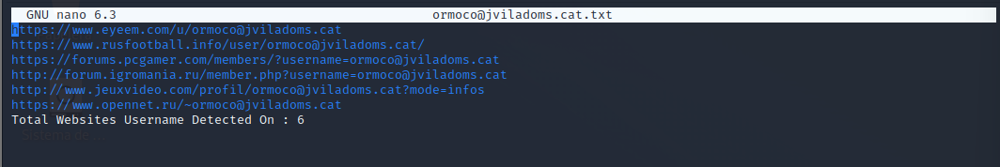 GNU nano 6.3 ormoco@jviladoms.cat.txt
https://www.eyeem.com/u/ormoco@jviladoms.cat
https://www.rusfootball.info/user/ormoco@jviladoms.cat/
https://forums.pcgamer.com/members/?username=ormoco@jviladoms.cat
http://forum.igromania.ru/member.php?username=ormoco@jviladoms.cat
http://www.jeuxvideo.com/profil/ormoco@jviladoms.cat?mode=infos
https://www.opennet.ru/~ormoco@jviladoms.cat
Total Websites Username Detected On : 6
Sistema de ...